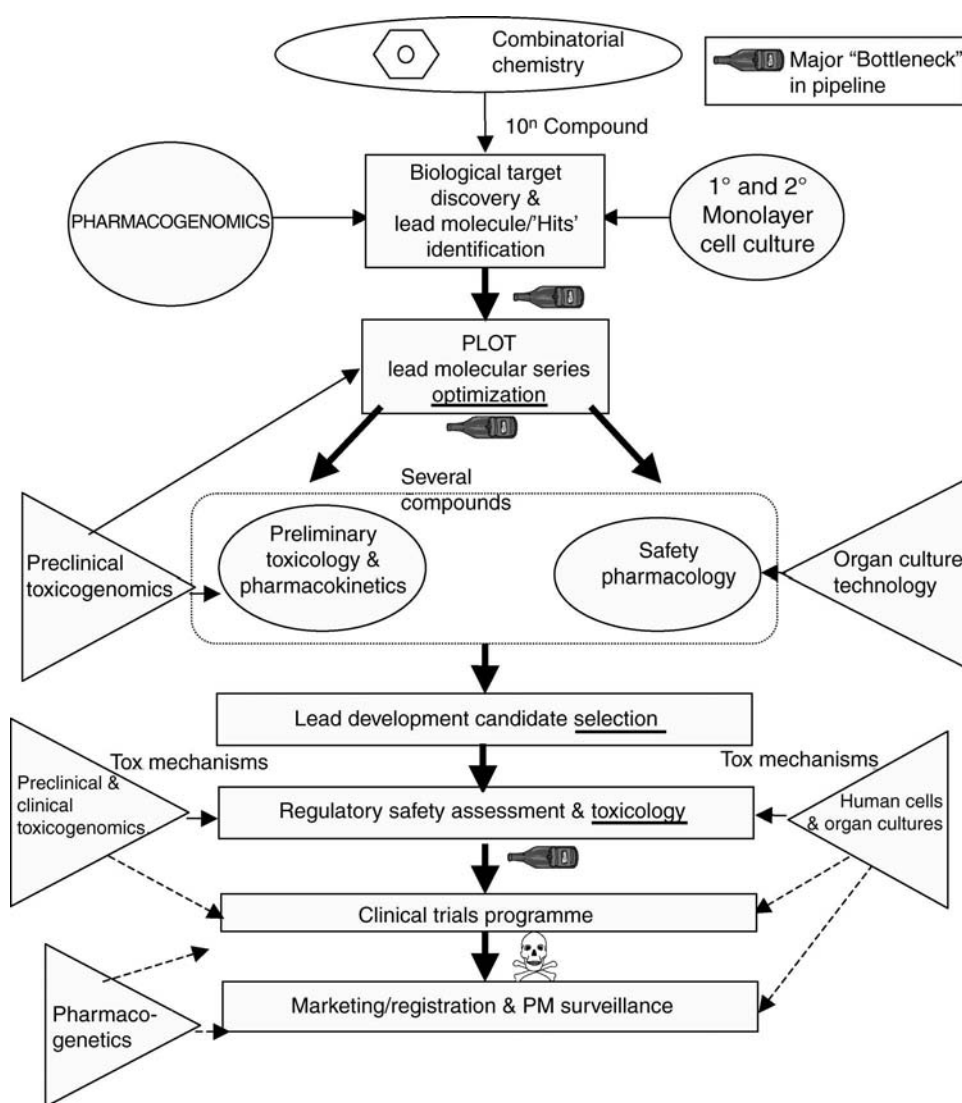 Combinatorial
chemistry
Major “Bottleneck”
in pipeline
10ⁿ Compound
Biological target
discovery &
lead molecule/'Hits'
identification
PHARMACOGENOMICS
1° and 2°
Monolayer
cell culture
PLOT
lead molecular series
optimization
Several
compounds
Preclinical
toxicogenomics
Preliminary
toxicology &
pharmacokinetics
Safety
pharmacology
Organ culture
technology
Lead development candidate selection
Tox mechanisms
Tox mechanisms
Preclinical &
clinical
toxicogenomics.
Regulatory safety assessment & toxicology
Human cells
& organ cultures
Clinical trials programme
Marketing/registration & PM surveillance
Pharmaco-
genetics